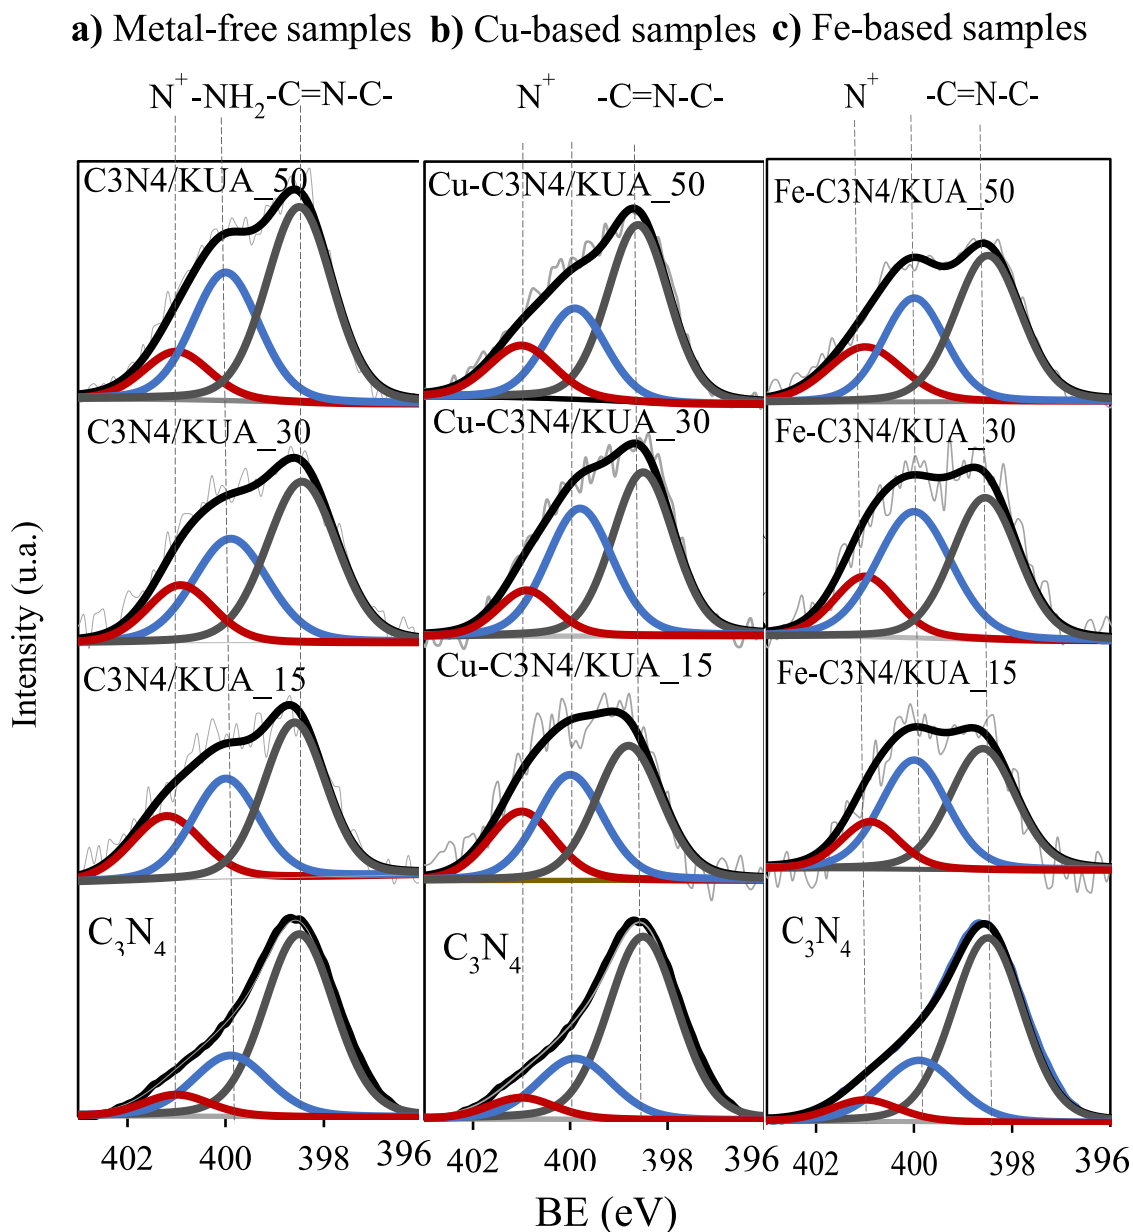 a) Metal-free samples b) Cu-based samples c) Fe-based samples
N⁺ -NH₂ -C=N-C- N⁺ -C=N-C- N⁺ -C=N-C-
C3N4/KUA_50 Cu-C3N4/KUA_50 Fe-C3N4/KUA_50
C3N4/KUA_30 Cu-C3N4/KUA_30 Fe-C3N4/KUA_30
C3N4/KUA_15 Cu-C3N4/KUA_15 Fe-C3N4/KUA_15
C₃N₄ C₃N₄ C₃N₄
Intensity (u.a.)
402 400 398 396 402 400 398 396 402 400 398 396
BE (eV)